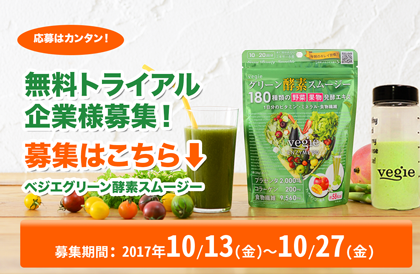 応募はカンタン!
無料トライアル
企業様募集!
募集はこちら
ベジエグリーン酵素スムージー
グリーン酵素スムージー
180種類の野菜果物発酵エキス
vegie
vegie
募集期間:2017年10/13(金)~10/27(金)